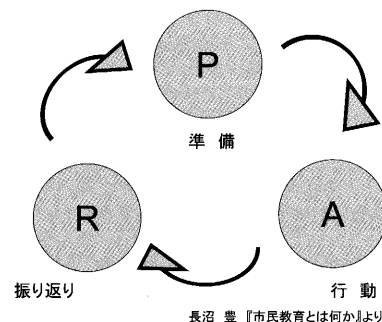 P
準 備
R
A
振り返り
行 動
長沼 豊 『市民教育とは何か』より